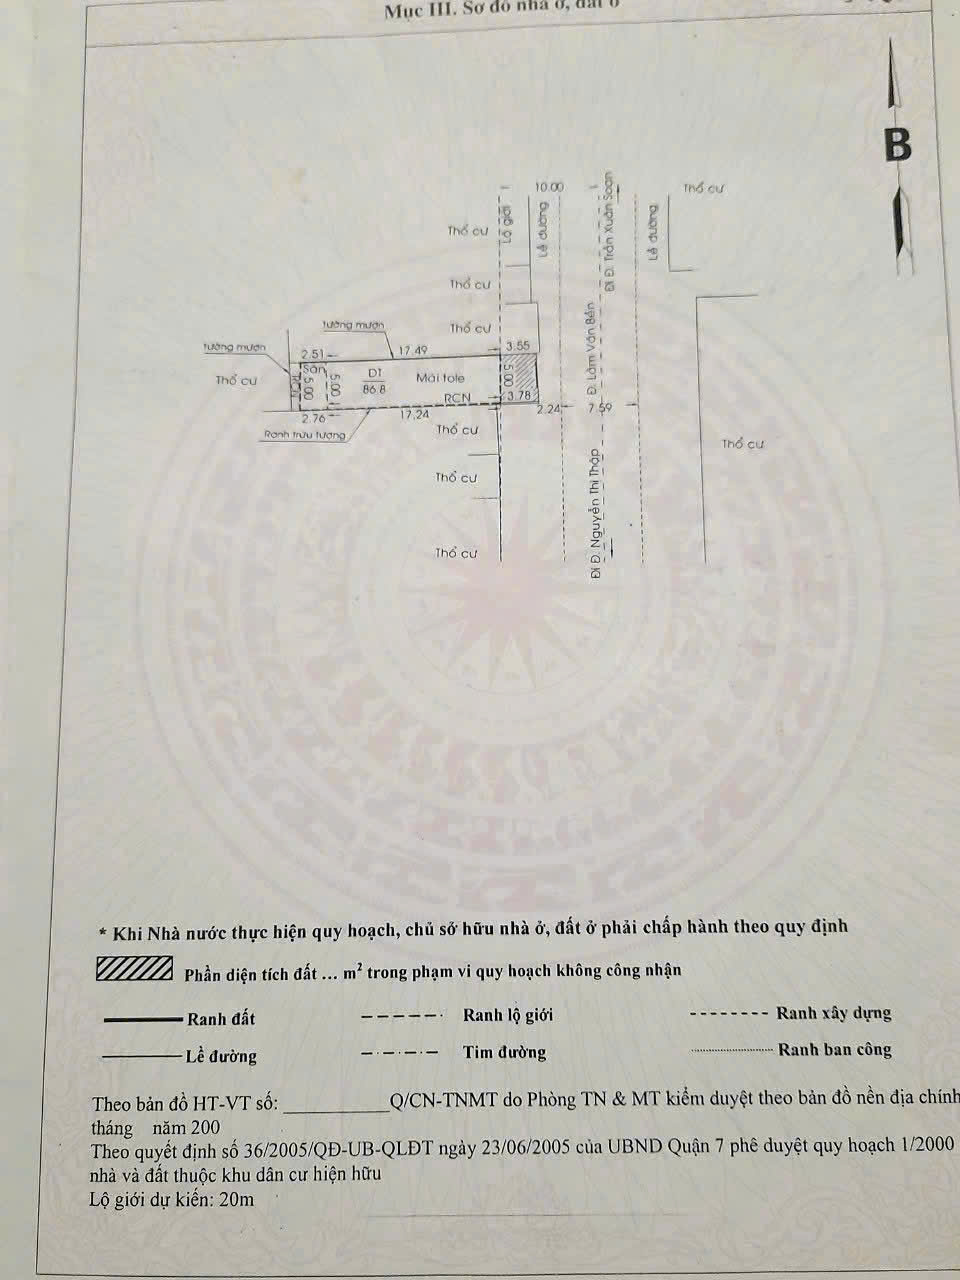 Mục III. Sơ đồ nhà ở, đất ở
B
10.00
Thổ cư
Lộ giới
Lề đường
Đi Đ. Trần Xuân Soạn
Lề đường
Thổ cư
Thổ cư
Thổ cư
tường mượn
tường mượn
2.51
17.49
3.55
Đ. Lâm Văn Bền
Thổ cư
RCN
5.00
Sân
5.00
DT
86.8
Mái tole
5.00
RCN
3.78
2.76
17.24
2.24
7.59
Ranh trừu tượng
Thổ cư
Thổ cư
Thổ cư
Thổ cư
Đi Đ. Nguyễn Thị Thập
* Khi Nhà nước thực hiện quy hoạch, chủ sở hữu nhà ở, đất ở phải chấp hành theo quy định
Phần diện tích đất ... m² trong phạm vi quy hoạch không công nhận
Ranh đất Ranh lộ giới Ranh xây dựng
Lề đường Tim đường Ranh ban công
Theo bản đồ HT-VT số: ___________Q/CN-TNMT do Phòng TN & MT kiểm duyệt theo bản đồ nền địa chính
tháng năm 200
Theo quyết định số 36/2005/QĐ-UB-QLĐT ngày 23/06/2005 của UBND Quận 7 phê duyệt quy hoạch 1/2000
nhà và đất thuộc khu dân cư hiện hữu
Lộ giới dự kiến: 20m